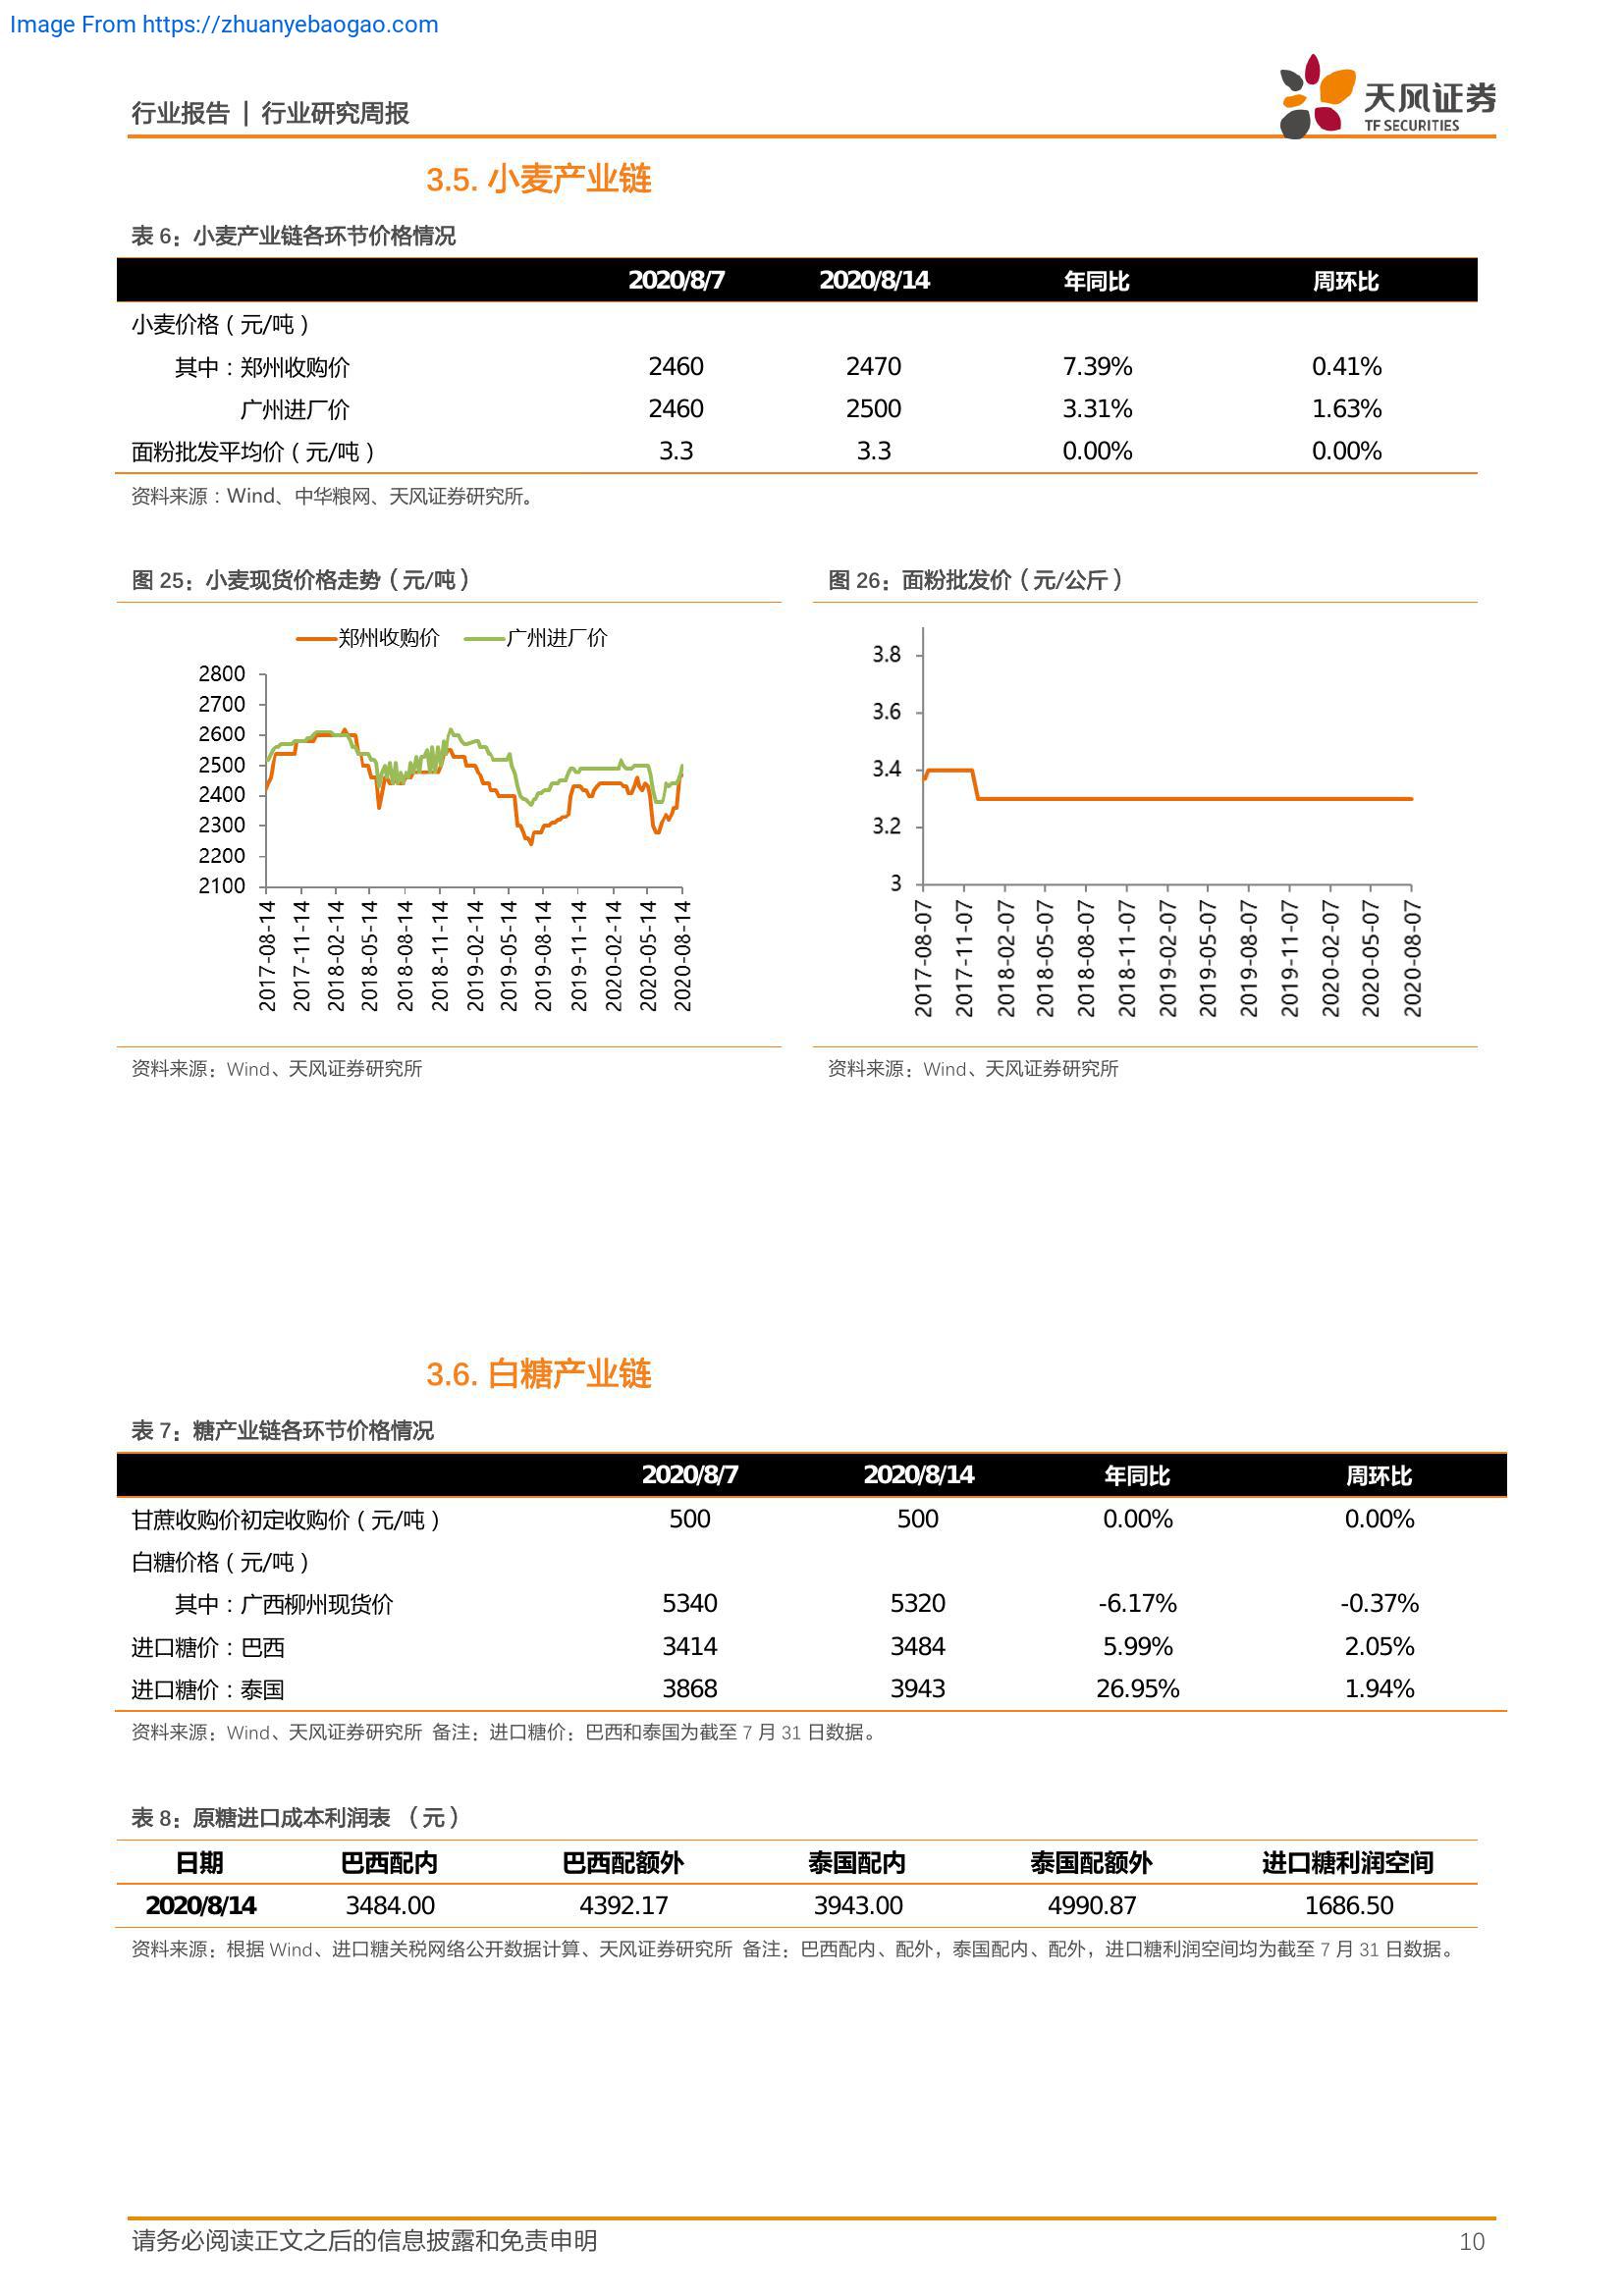 Image From https://zhuanyebaogao.com
行业报告 | 行业研究周报
天风证券
TF SECURITIES
3.5. 小麦产业链
表 6：小麦产业链各环节价格情况
2020/8/7 2020/8/14 年同比 周环比
小麦价格（元/吨）
其中：郑州收购价 2460 2470 7.39% 0.41%
广州进厂价 2460 2500 3.31% 1.63%
面粉批发平均价（元/吨） 3.3 3.3 0.00% 0.00%
资料来源：Wind、中华粮网、天风证券研究所。
图 25：小麦现货价格走势（元/吨）
郑州收购价 广州进厂价
2800
2700
2600
2500
2400
2300
2200
2100
2017-08-14
2017-11-14
2018-02-14
2018-05-14
2018-08-14
2018-11-14
2019-02-14
2019-05-14
2019-08-14
2019-11-14
2020-02-14
2020-05-14
2020-08-14
资料来源：Wind、天风证券研究所
图 26：面粉批发价（元/公斤）
3.8
3.6
3.4
3.2
3
2017-08-07
2017-11-07
2018-02-07
2018-05-07
2018-08-07
2018-11-07
2019-02-07
2019-05-07
2019-08-07
2019-11-07
2020-02-07
2020-05-07
2020-08-07
资料来源：Wind、天风证券研究所
3.6. 白糖产业链
表 7：糖产业链各环节价格情况
2020/8/7 2020/8/14 年同比 周环比
甘蔗收购价初定收购价（元/吨） 500 500 0.00% 0.00%
白糖价格（元/吨）
其中：广西柳州现货价 5340 5320 -6.17% -0.37%
进口糖价：巴西 3414 3484 5.99% 2.05%
进口糖价：泰国 3868 3943 26.95% 1.94%
资料来源：Wind、天风证券研究所 备注：进口糖价：巴西和泰国为截至 7 月 31 日数据。
表 8：原糖进口成本利润表 （元）
日期 巴西配内 巴西配额外 泰国配内 泰国配额外 进口糖利润空间
2020/8/14 3484.00 4392.17 3943.00 4990.87 1686.50
资料来源：根据 Wind、进口糖关税网络公开数据计算、天风证券研究所 备注：巴西配内、配外，泰国配内、配外，进口糖利润空间均为截至 7 月 31 日数据。
请务必阅读正文之后的信息披露和免责申明 10